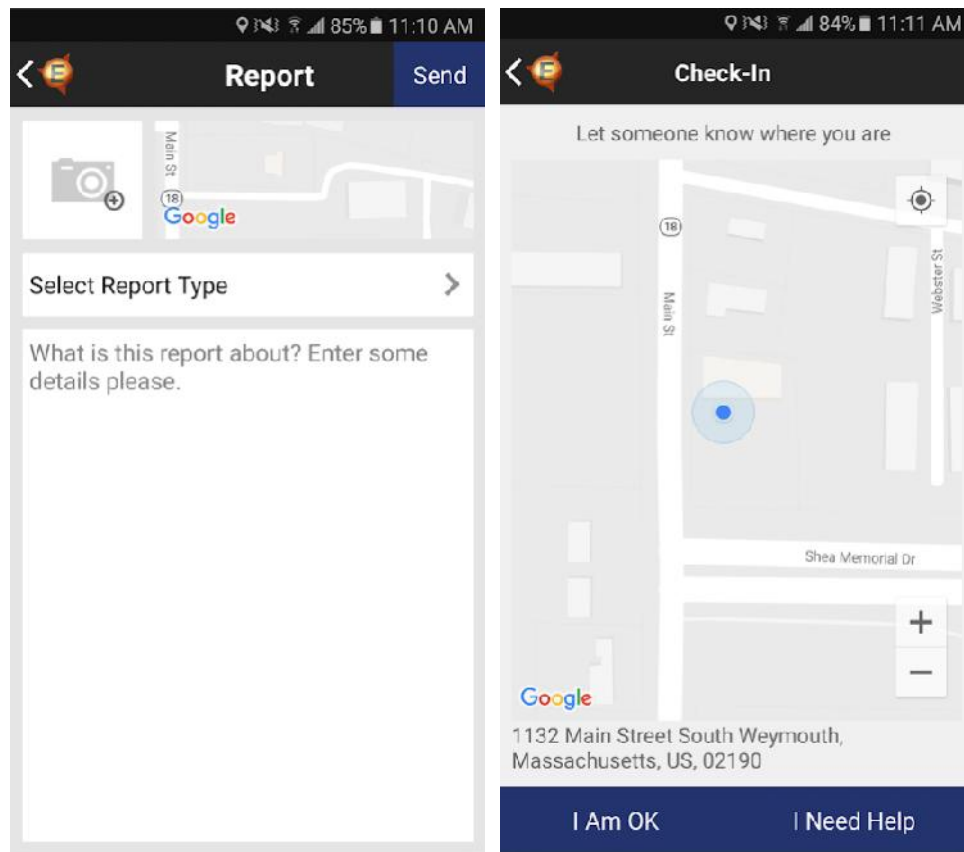 85% 11:10 AM
E
Report
Send
Main St
18
Google
Select Report Type
What is this report about? Enter some
details please.
84% 11:11 AM
E
Check-In
Let someone know where you are
18
Webster St
Main St
Shea Memorial Dr
+
−
Google
1132 Main Street South Weymouth,
Massachusetts, US, 02190
I Am OK
I Need Help